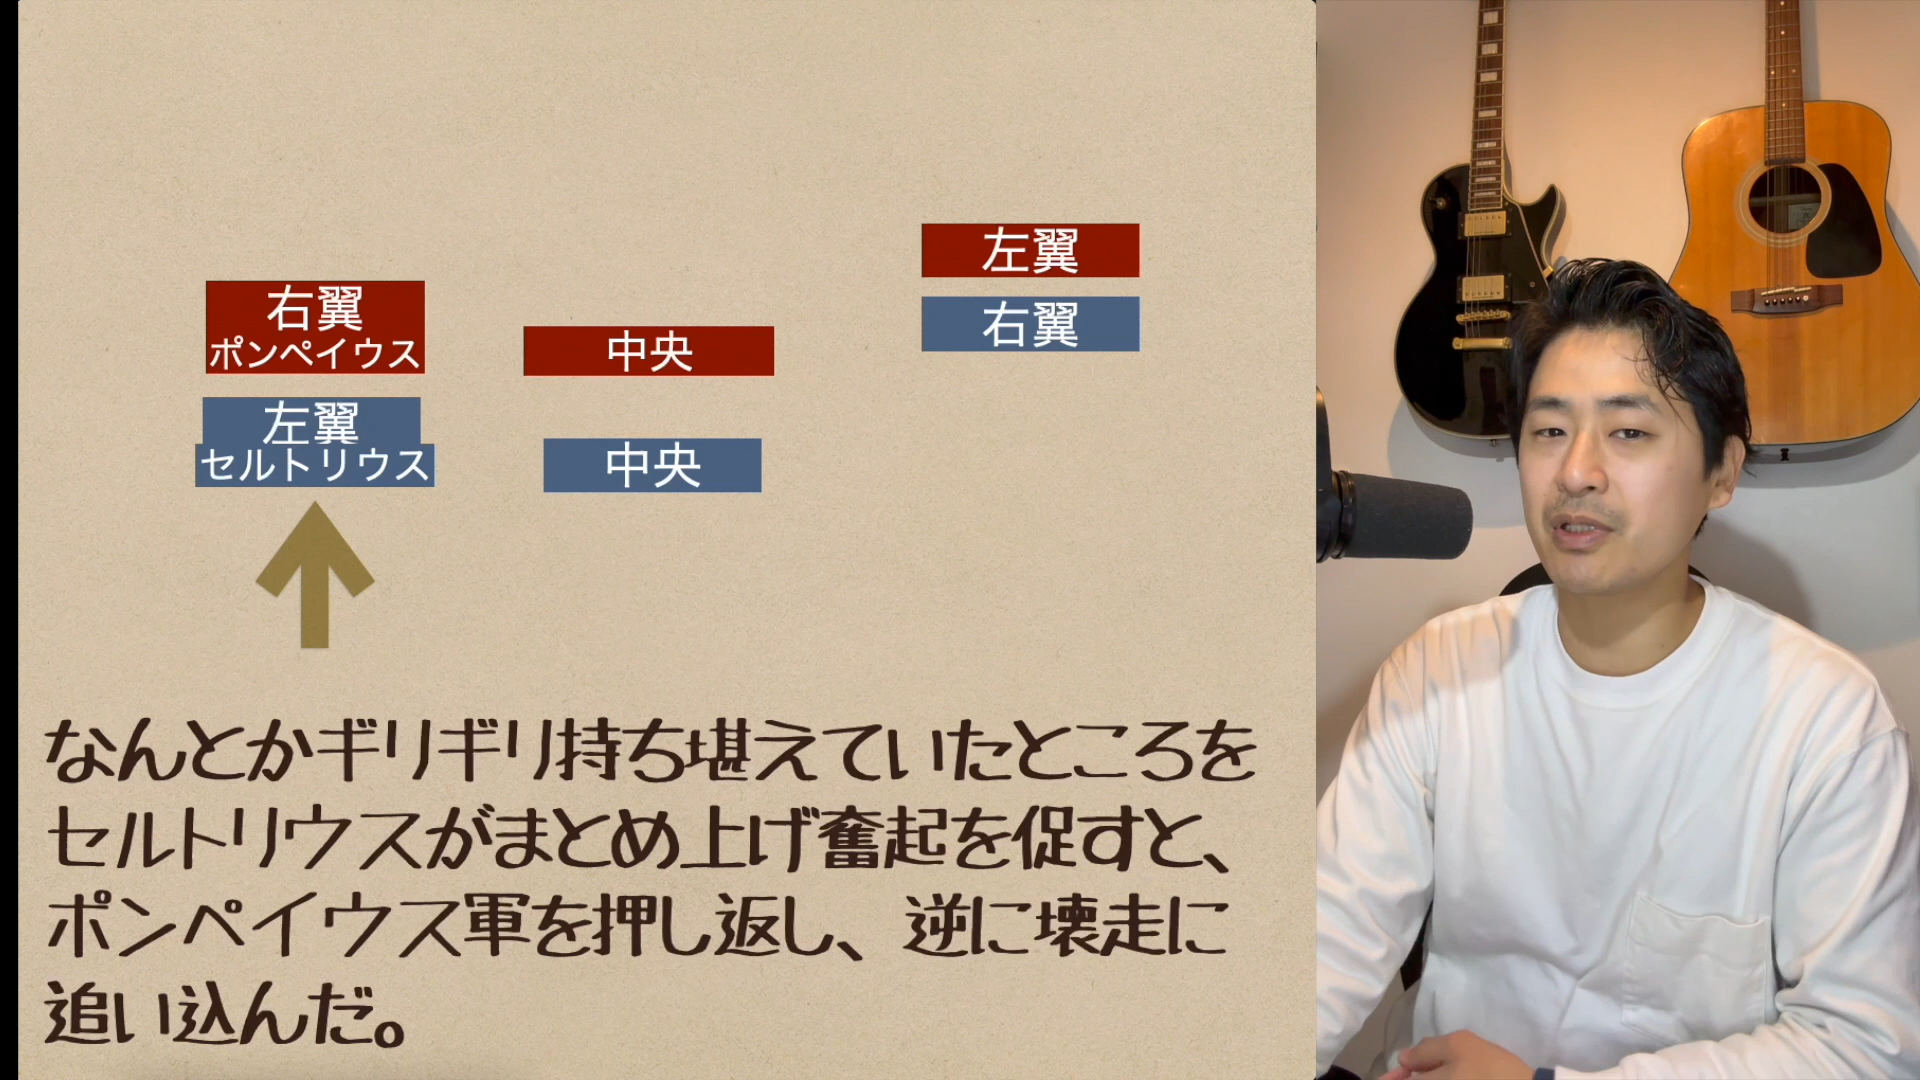 左翼
右翼
右翼
ポンペイウス
中央
左翼
セルトリウス
中央
なんとかギリギリ持ち堪えていたところを
セルトリウスがまとめ上げ奮起を促すと、
ポンペイウス軍を押し返し、逆に壊走に
追い込んだ。